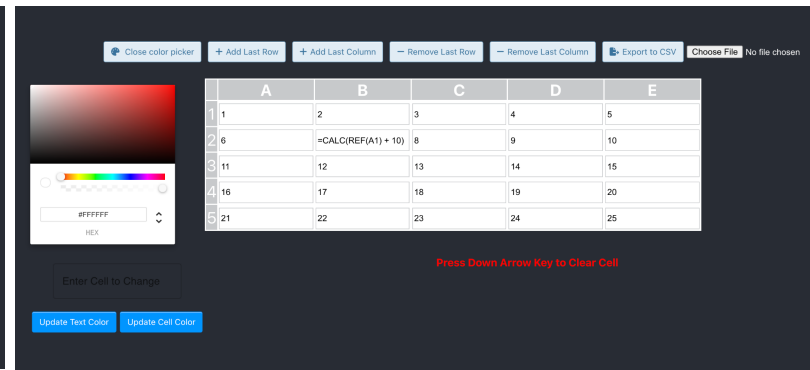 Close color picker + Add Last Row + Add Last Column − Remove Last Row − Remove Last Column Export to CSV Choose File No file chosen
A B C D E
1 1 2 3 4 5
2 6 =CALC(REF(A1) + 10) 8 9 10
3 11 12 13 14 15
4 16 17 18 19 20
5 21 22 23 24 25
#FFFFFF
HEX
Press Down Arrow Key to Clear Cell
Enter Cell to Change
Update Text Color Update Cell Color